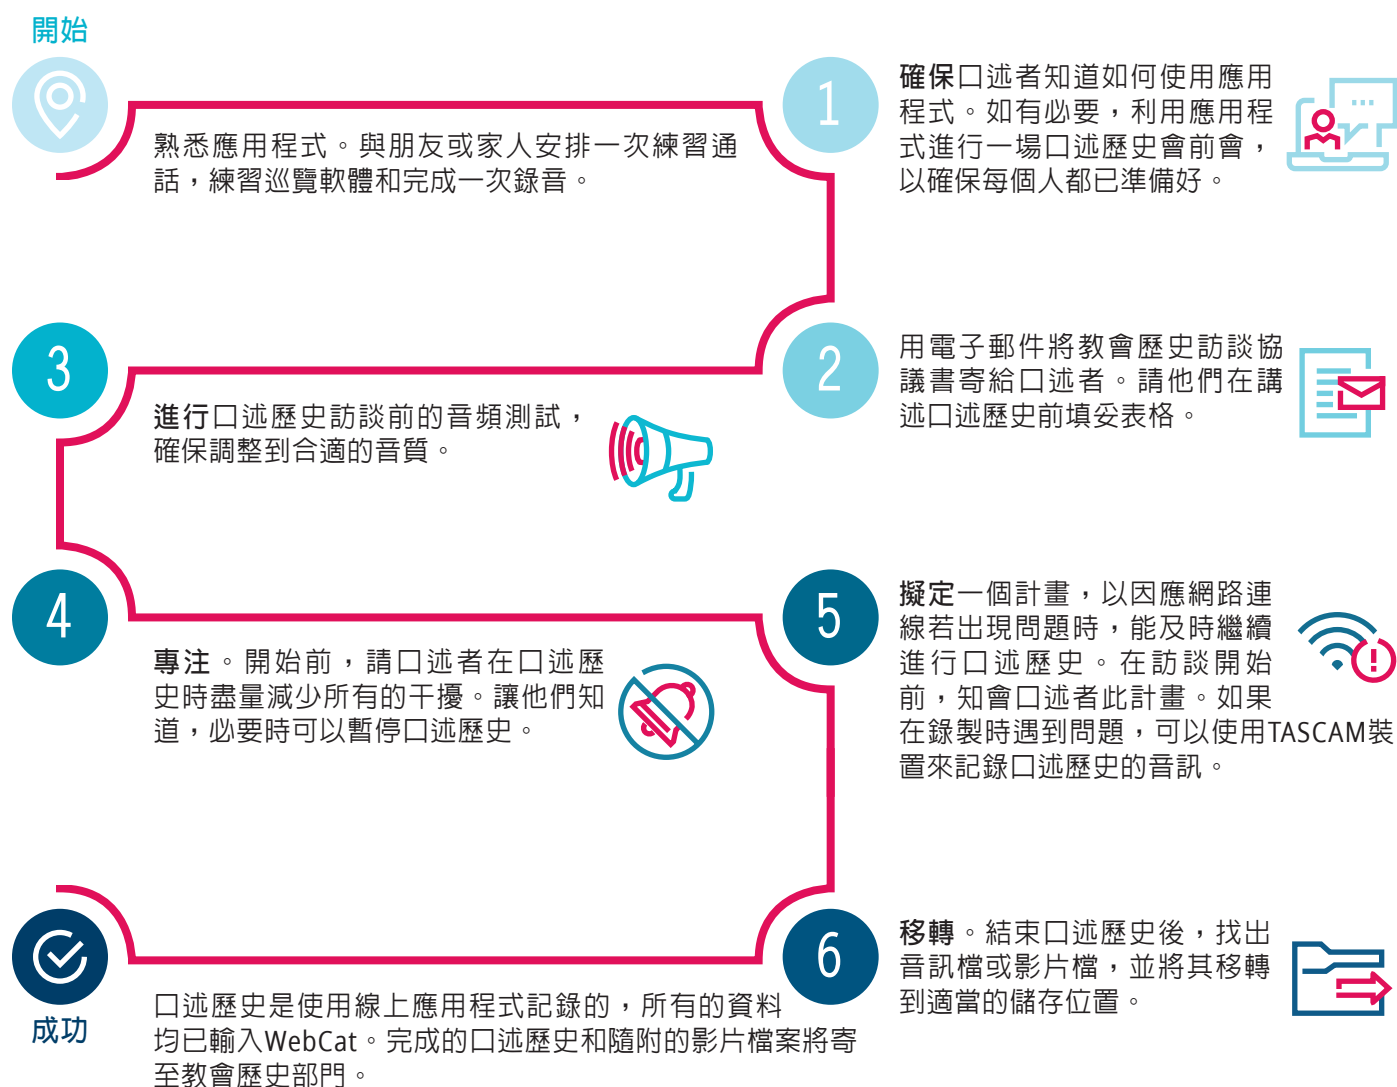 開始
熟悉應用程式。與朋友或家人安排一次練習通
話，練習巡覽軟體和完成一次錄音。
1
確保口述者知道如何使用應用
程式。如有必要，利用應用程
式進行一場口述歷史會前會，
以確保每個人都已準備好。
2
用電子郵件將教會歷史訪談協
議書寄給口述者。請他們在講
述口述歷史前填妥表格。
3
進行口述歷史訪談前的音頻測試，
確保調整到合適的音質。
4
專注。開始前，請口述者在口述歷
史時盡量減少所有的干擾。讓他們知
道，必要時可以暫停口述歷史。
5
擬定一個計畫，以因應網路連
線若出現問題時，能及時繼續
進行口述歷史。在訪談開始
前，知會口述者此計畫。如果
在錄製時遇到問題，可以使用TASCAM裝
置來記錄口述歷史的音訊。
6
移轉。結束口述歷史後，找出
音訊檔或影片檔，並將其移轉
到適當的儲存位置。
成功
口述歷史是使用線上應用程式記錄的，所有的資料
均已輸入WebCat。完成的口述歷史和隨附的影片檔案將寄
至教會歷史部門。